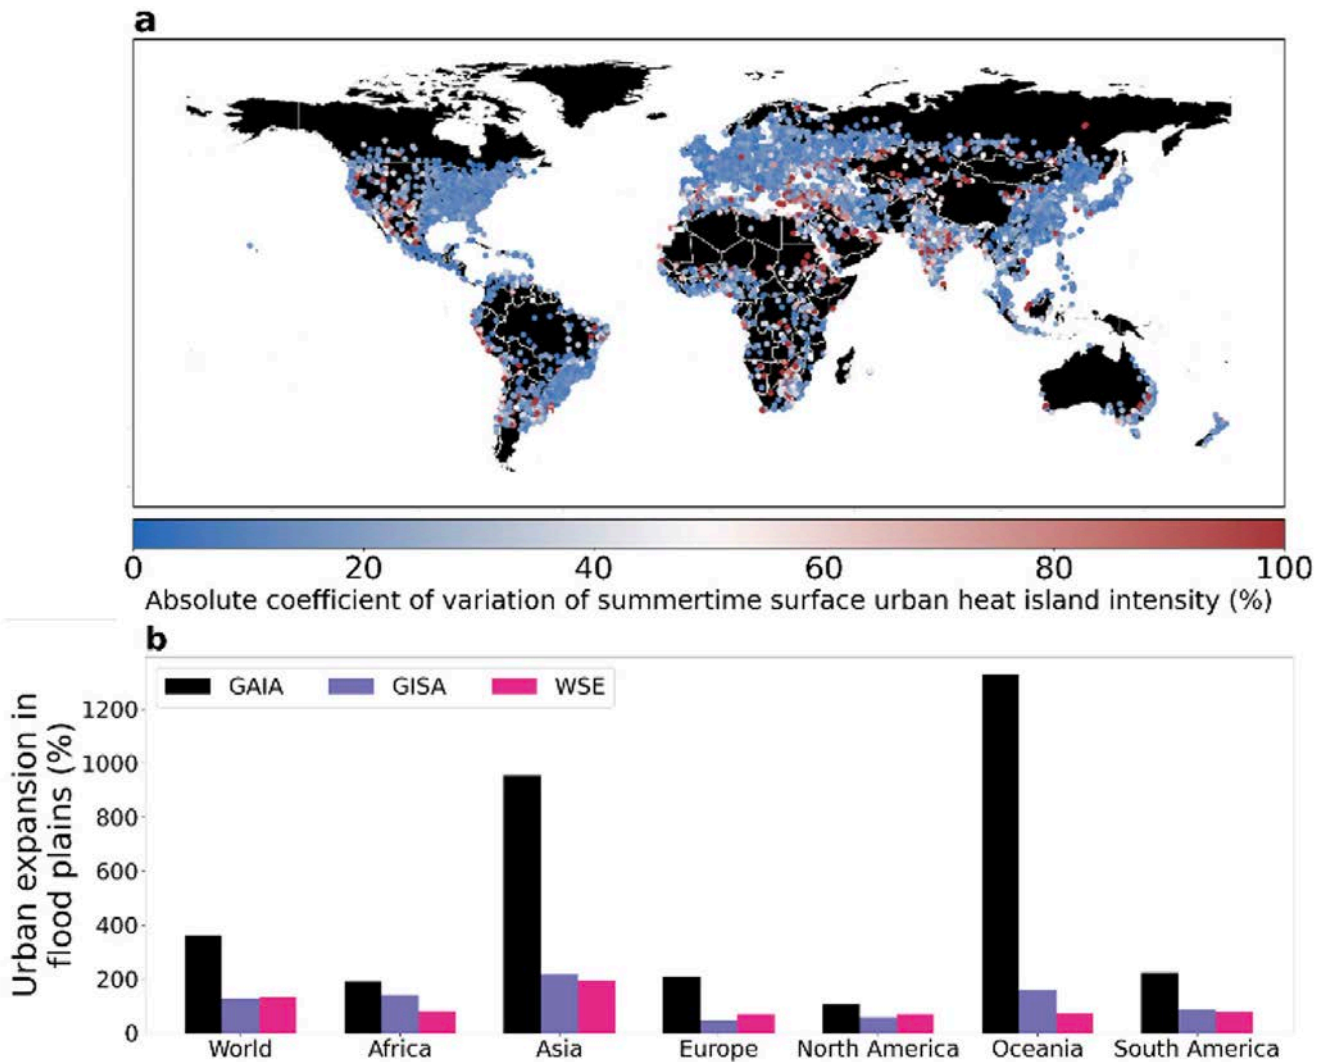 a
0 20 40 60 80 100
Absolute coefficient of variation of summertime surface urban heat island intensity (%)
b
GAIA GISA WSE
Urban expansion in
flood plains (%)
1200
1000
800
600
400
200
0
World Africa Asia Europe North America Oceania South America